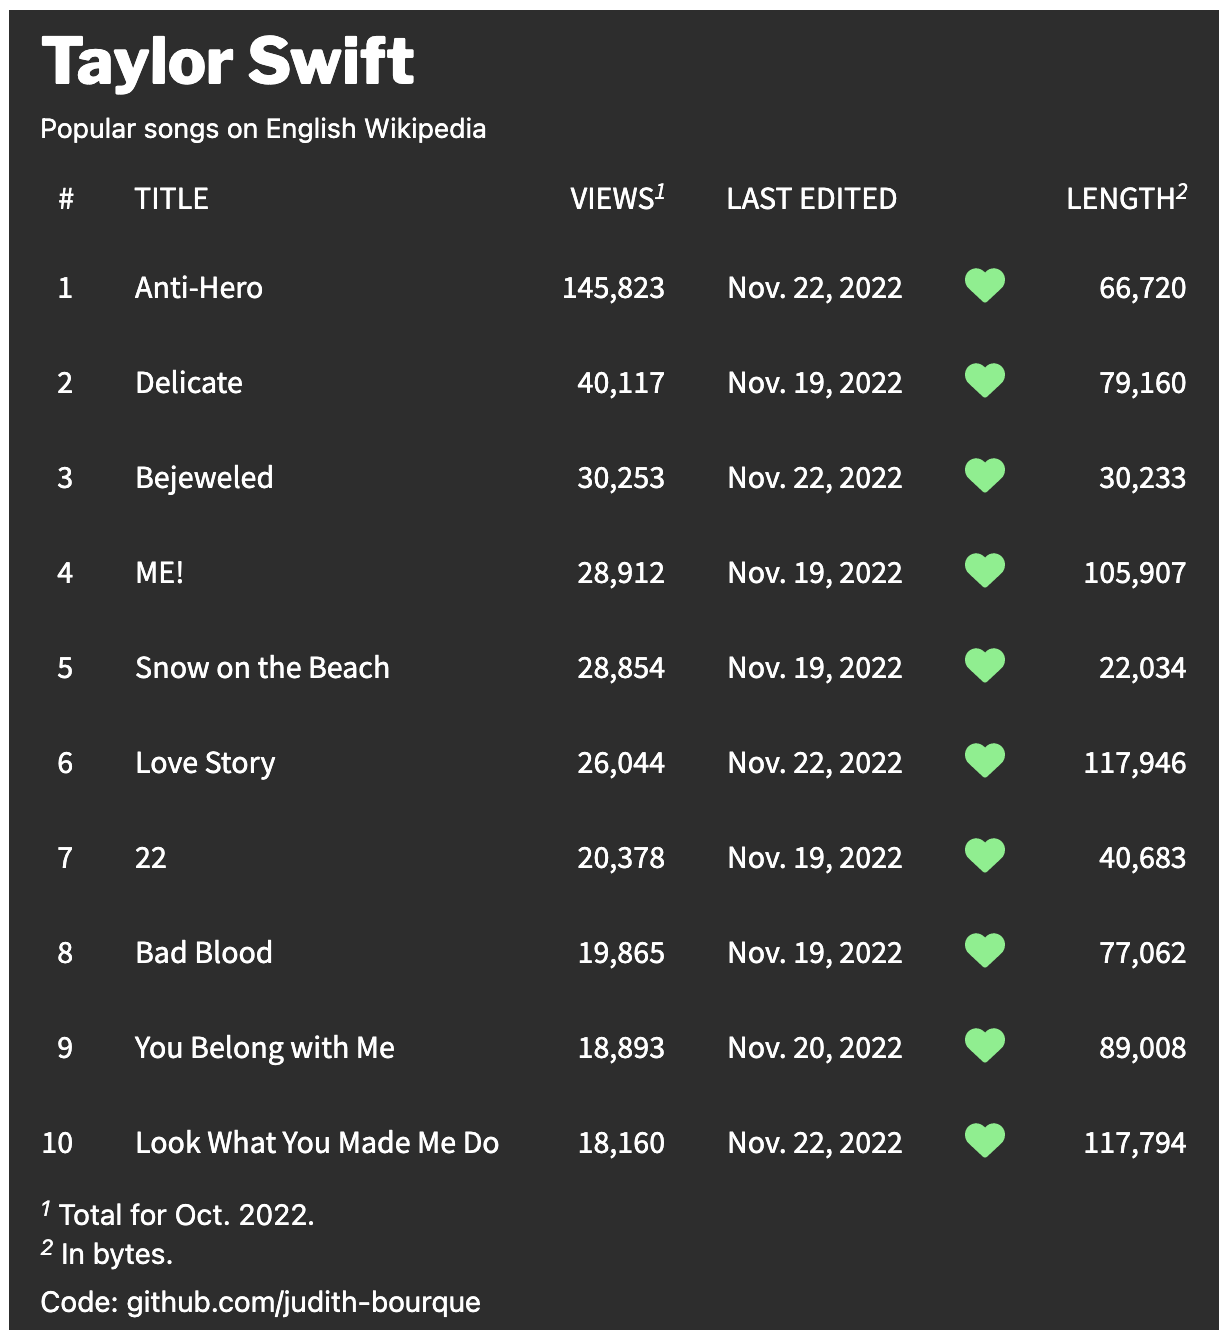 Taylor Swift
Popular songs on English Wikipedia
# TITLE VIEWS¹ LAST EDITED LENGTH²
1 Anti-Hero 145,823 Nov. 22, 2022 66,720
2 Delicate 40,117 Nov. 19, 2022 79,160
3 Bejeweled 30,253 Nov. 22, 2022 30,233
4 ME! 28,912 Nov. 19, 2022 105,907
5 Snow on the Beach 28,854 Nov. 19, 2022 22,034
6 Love Story 26,044 Nov. 22, 2022 117,946
7 22 20,378 Nov. 19, 2022 40,683
8 Bad Blood 19,865 Nov. 19, 2022 77,062
9 You Belong with Me 18,893 Nov. 20, 2022 89,008
10 Look What You Made Me Do 18,160 Nov. 22, 2022 117,794
¹ Total for Oct. 2022.
² In bytes.
Code: github.com/judith-bourque